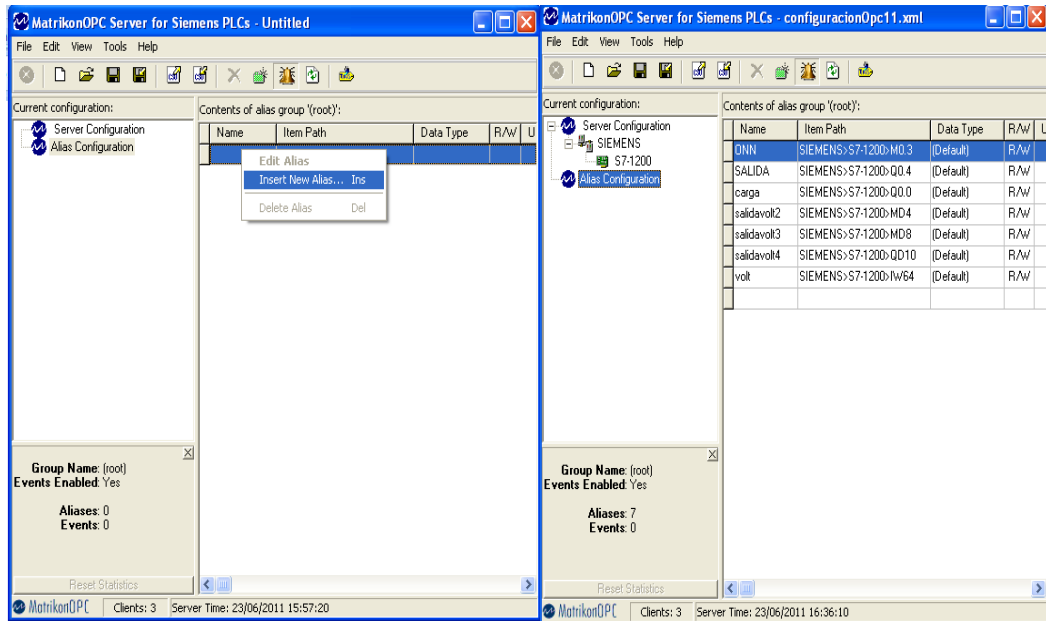 MatrikonOPC Server for Siemens PLCs - Untitled
File Edit View Tools Help
Current configuration:
Server Configuration
Alias Configuration
Contents of alias group '(root)':
Name Item Path Data Type R/W U
Edit Alias
Insert New Alias... Ins
Delete Alias Del
Group Name: (root)
Events Enabled: Yes
Aliases: 0
Events: 0
Reset Statistics
MatrikonOPC Clients: 3 Server Time: 23/06/2011 15:57:20
MatrikonOPC Server for Siemens PLCs - configuracionOpc11.xml
File Edit View Tools Help
Current configuration:
Server Configuration
SIEMENS
S7-1200
Alias Configuration
Contents of alias group '(root)':
Name Item Path Data Type R/W U
ONN SIEMENS>S7-1200>M0.3 (Default) R/W
SALIDA SIEMENS>S7-1200>Q0.4 (Default) R/W
carga SIEMENS>S7-1200>Q0.0 (Default) R/W
salidavolt2 SIEMENS>S7-1200>MD4 (Default) R/W
salidavolt3 SIEMENS>S7-1200>MD8 (Default) R/W
salidavolt4 SIEMENS>S7-1200>QD10 (Default) R/W
volt SIEMENS>S7-1200>IW64 (Default) R/W
Group Name: (root)
Events Enabled: Yes
Aliases: 7
Events: 0
Reset Statistics
MatrikonOPC Clients: 3 Server Time: 23/06/2011 16:36:10